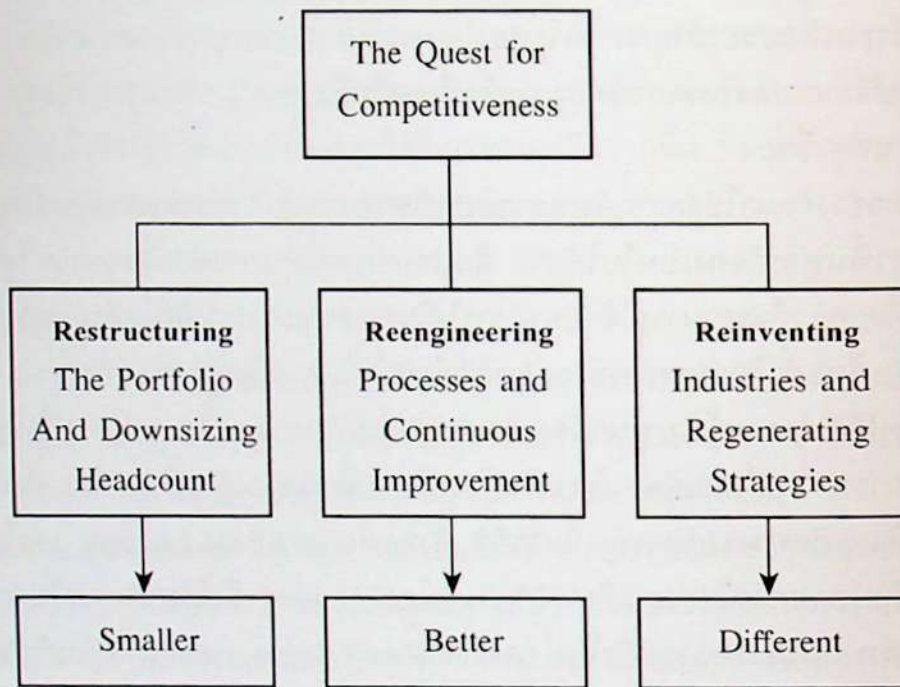 The Quest for
Competitiveness
Restructuring
The Portfolio
And Downsizing
Headcount
Reengineering
Processes and
Continuous
Improvement
Reinventing
Industries and
Regenerating
Strategies
Smaller
Better
Different